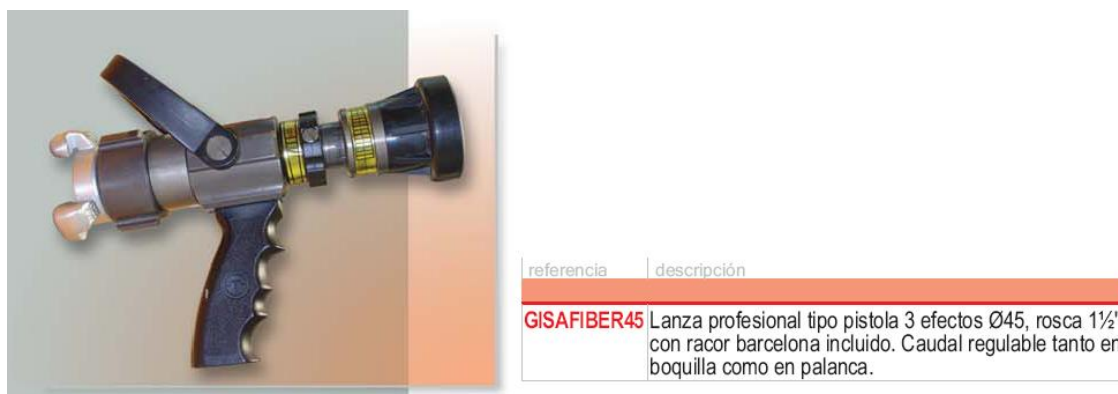 referencia descripción
GISAFIBER45 Lanza profesional tipo pistola 3 efectos Ø45, rosca 1½"
con racor barcelona incluido. Caudal regulable tanto en
boquilla como en palanca.